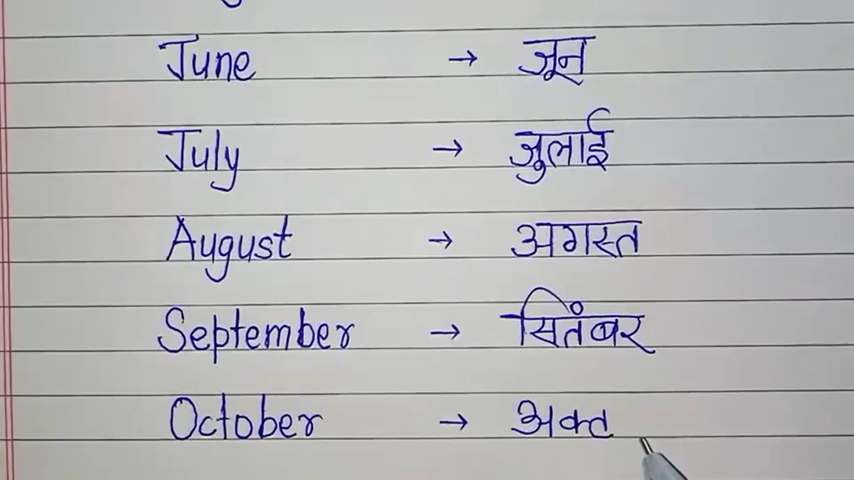 June → जून
July → जुलाई
August → अगस्त
September → सितंबर
October → अक्त